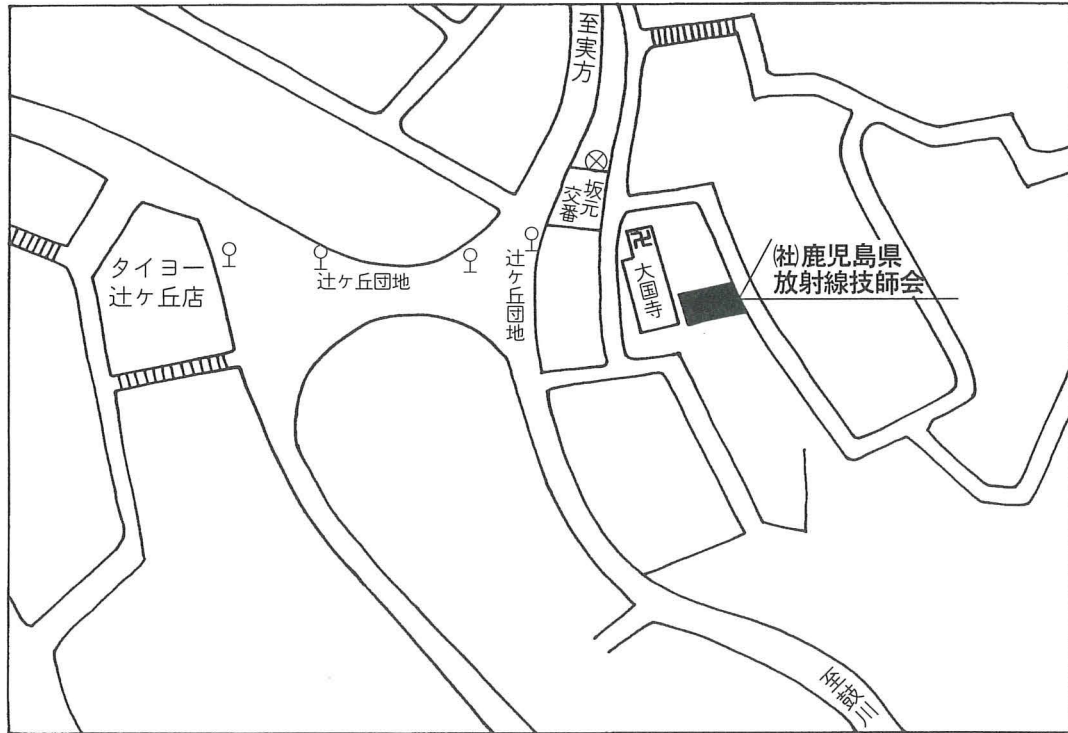 至実方
坂元
交番
卍
大国寺
㈳鹿児島県
放射線技師会
タイヨー
辻ヶ丘店
辻ヶ丘団地
辻ヶ丘団地
至鼓川